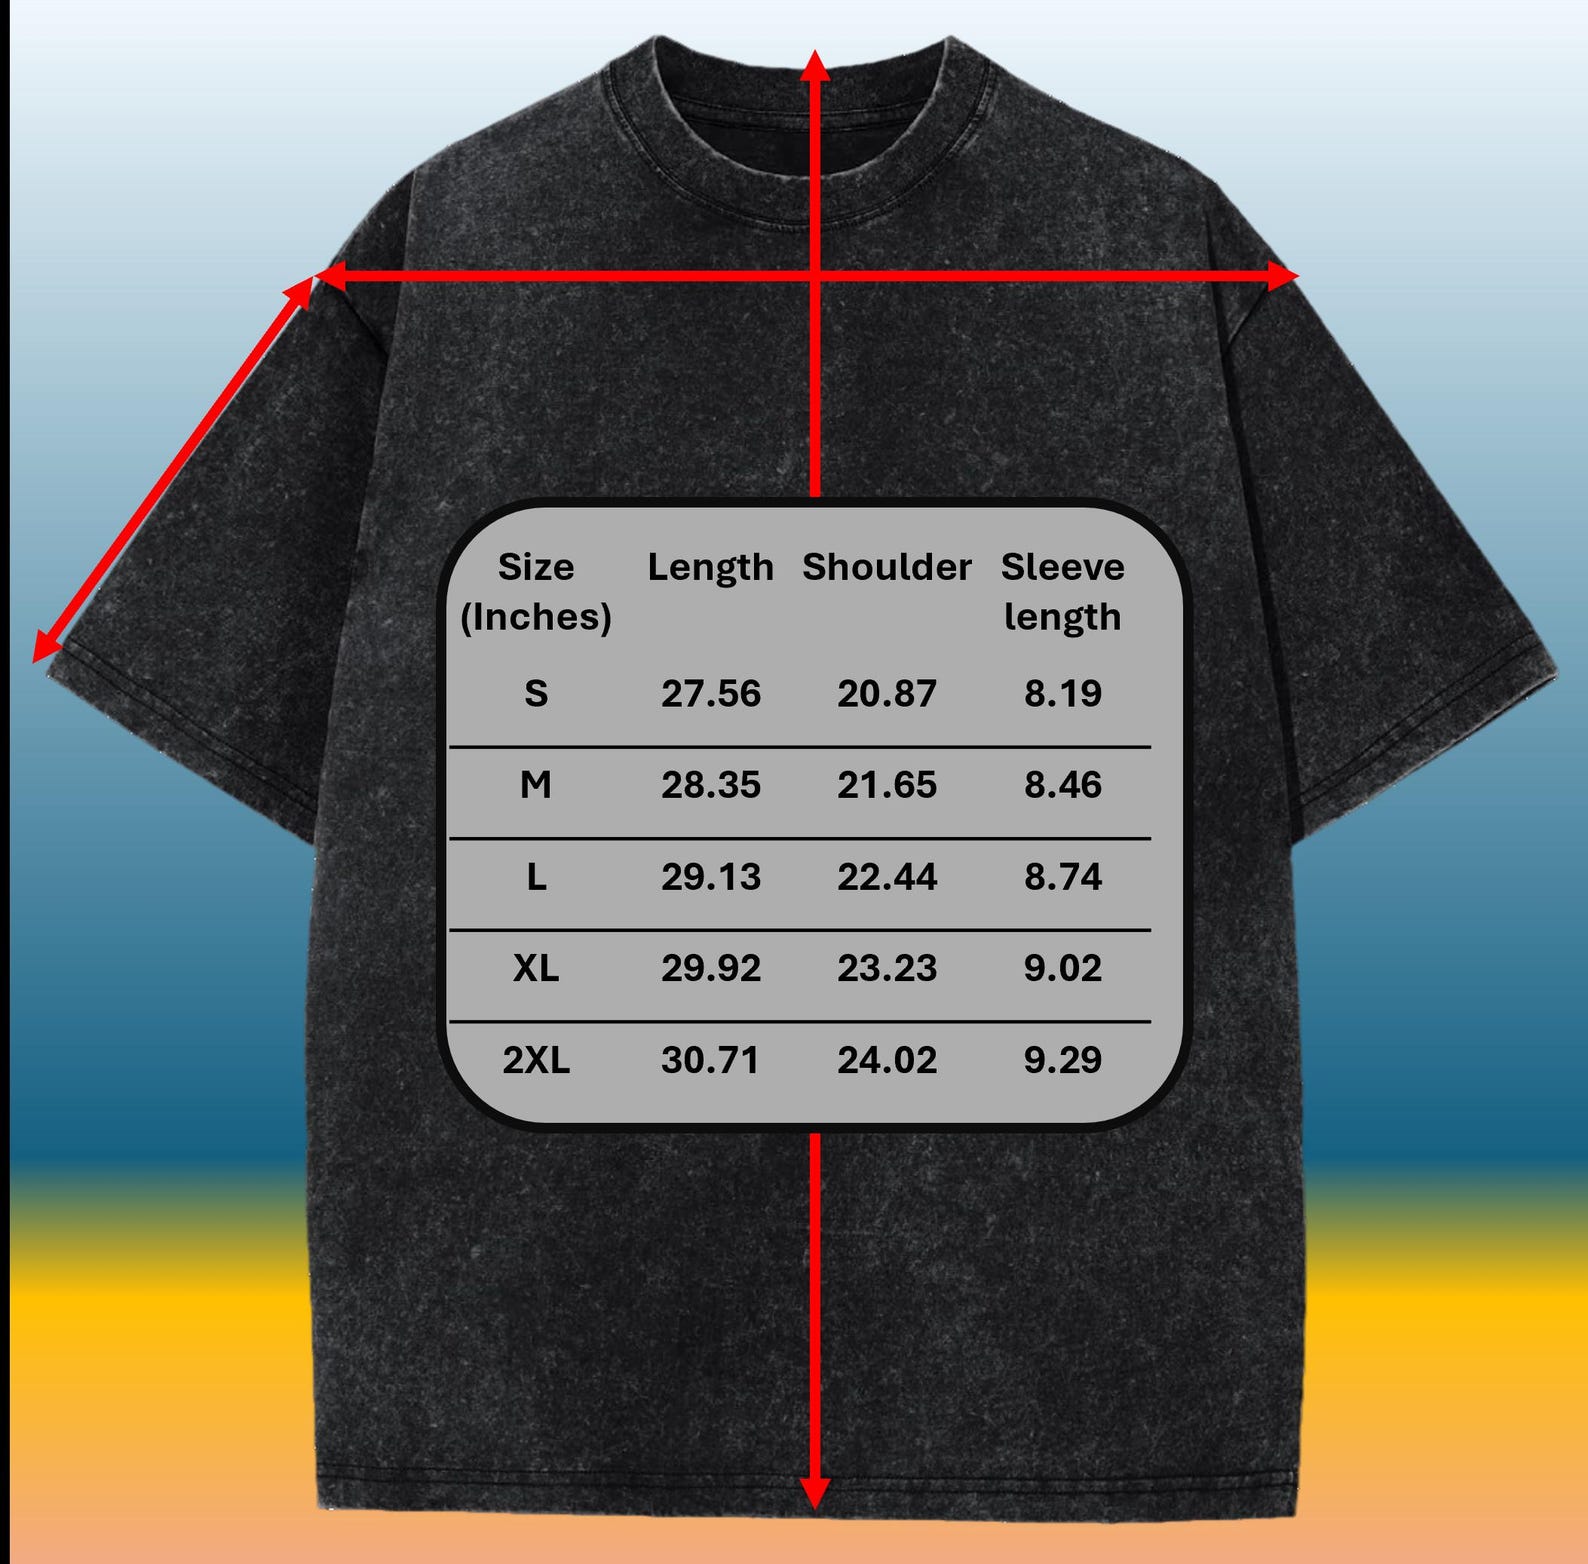 Size Length Shoulder Sleeve
(Inches) length
S 27.56 20.87 8.19
M 28.35 21.65 8.46
L 29.13 22.44 8.74
XL 29.92 23.23 9.02
2XL 30.71 24.02 9.29